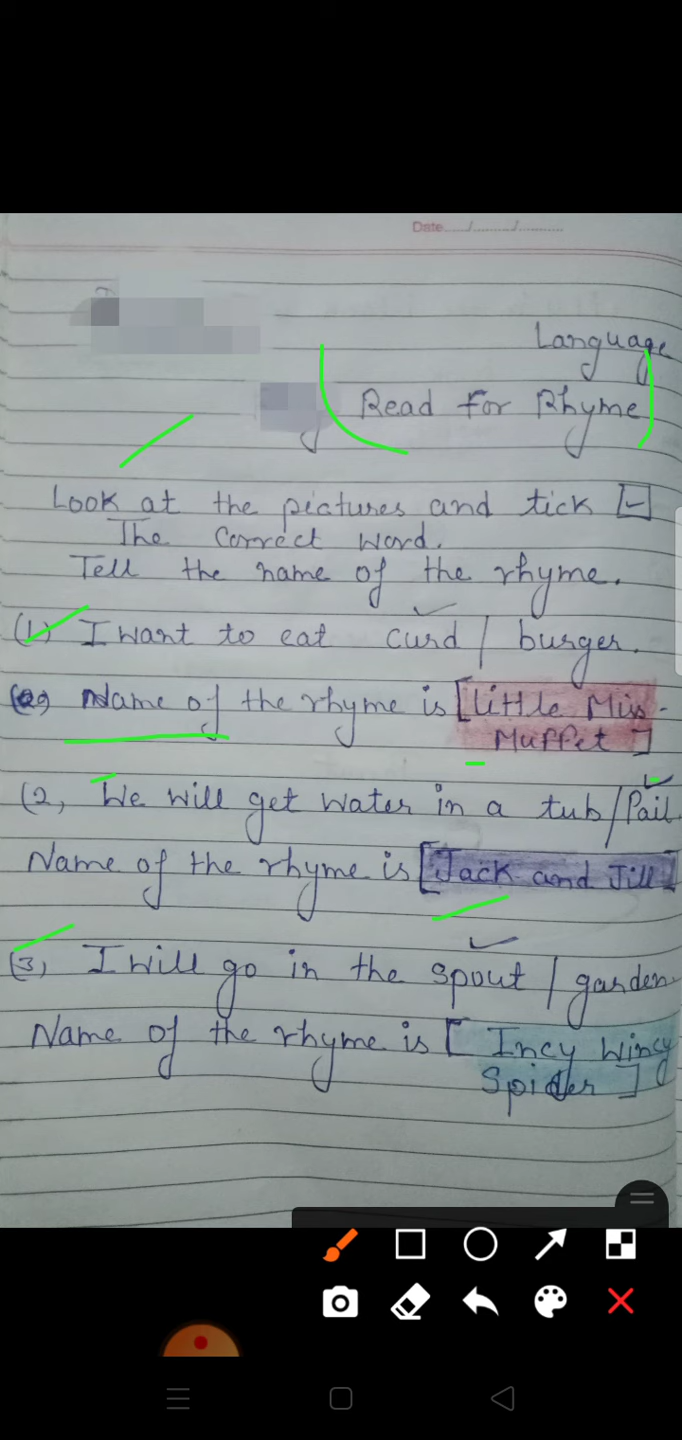 Date..../........./............
Language
Read for Rhyme
Look at the pictures and tick [-]
The correct word.
Tell the name of the rhyme.
(1) I want to eat curd / burger.
Name of the rhyme is [little Miss-
Muffet]
(2, We will get water in a tub/Pail.
Name of the rhyme is [Jack and Jill]
(3, I will go in the spout / garden.
Name of the rhyme is [ Incy Wincy
Spider ]